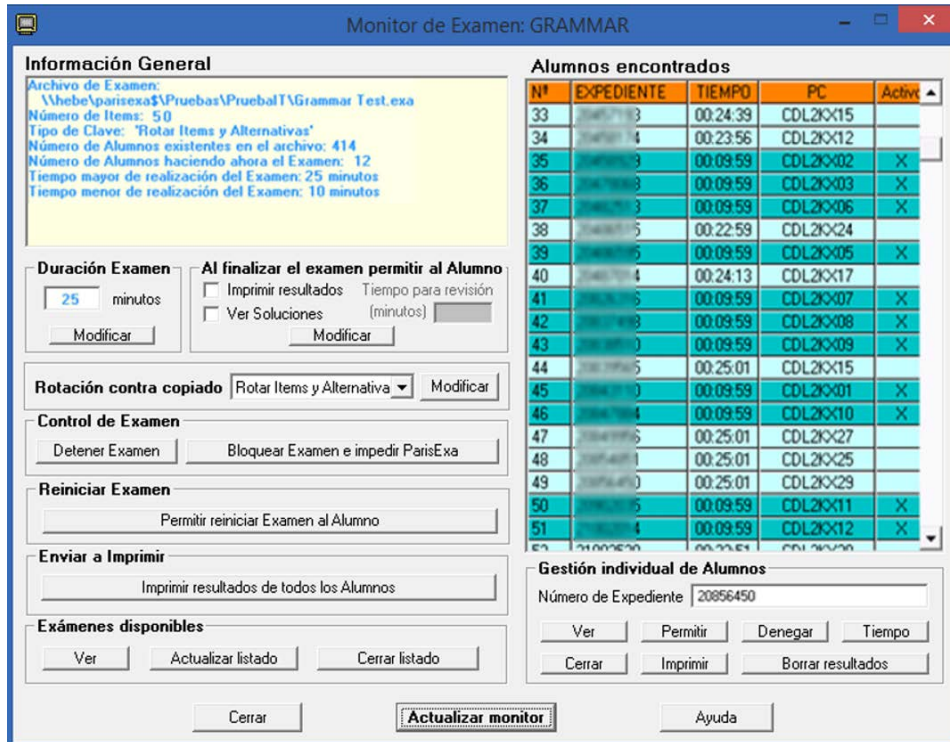 Monitor de Examen: GRAMMAR
Información General
Archivo de Examen:
\\hebe\parisexa$\Pruebas\PruebaIT\Grammar Test.exa
Número de Items: 50
Tipo de Clave: 'Rotar Items y Alternativas'
Número de Alumnos existentes en el archivo: 414
Número de Alumnos haciendo ahora el Examen: 12
Tiempo mayor de realización del Examen: 25 minutos
Tiempo menor de realización del Examen: 10 minutos
Duración Examen
25 minutos
Modificar
Al finalizar el examen permitir al Alumno
Imprimir resultados Tiempo para revisión
Ver Soluciones (minutos)
Modificar
Rotación contra copiado Rotar Items y Alternativa Modificar
Control de Examen
Detener Examen Bloquear Examen e impedir ParisExa
Reiniciar Examen
Permitir reiniciar Examen al Alumno
Enviar a Imprimir
Imprimir resultados de todos los Alumnos
Exámenes disponibles
Ver Actualizar listado Cerrar listado
Alumnos encontrados
Nº EXPEDIENTE TIEMPO PC Activo
33 00:24:39 CDL2KX15
34 00:23:56 CDL2KX12
35 00:09:59 CDL2KX02 X
36 00:09:59 CDL2KX03 X
37 00:09:59 CDL2KX06 X
38 00:22:59 CDL2KX24
39 00:09:59 CDL2KX05 X
40 00:24:13 CDL2KX17
41 00:09:59 CDL2KX07 X
42 00:09:59 CDL2KX08 X
43 00:09:59 CDL2KX09 X
44 00:25:01 CDL2KX15
45 00:09:59 CDL2KX01 X
46 00:09:59 CDL2KX10 X
47 00:25:01 CDL2KX27
48 00:25:01 CDL2KX25
49 00:25:01 CDL2KX29
50 00:09:59 CDL2KX11 X
51 00:09:59 CDL2KX12 X
Gestión individual de Alumnos
Número de Expediente 20856450
Ver Permitir Denegar Tiempo
Cerrar Imprimir Borrar resultados
Cerrar Actualizar monitor Ayuda